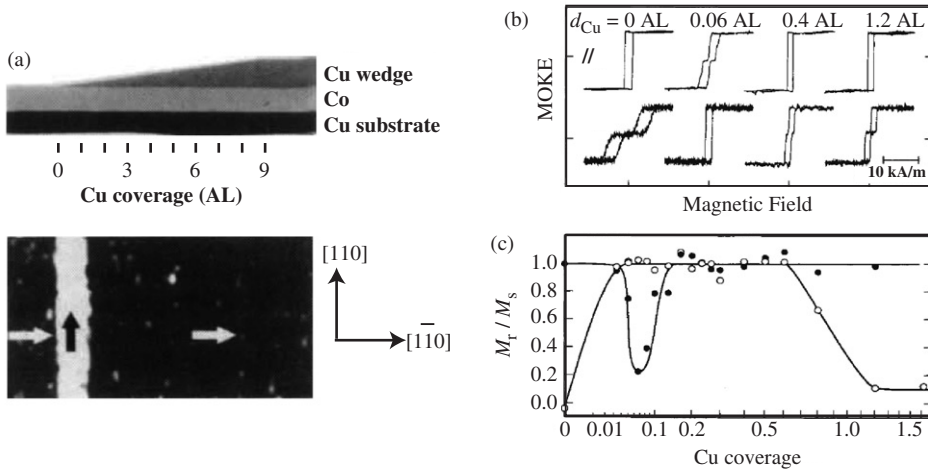 (a)
Cu wedge
Co
Cu substrate
0 3 6 9
Cu coverage (AL)
[110]
[1̄10]
(b)
d_Cu = 0 AL 0.06 AL 0.4 AL 1.2 AL
//
MOKE
10 kA/m
Magnetic Field
(c)
M_r / M_s
1.0
0.8
0.6
0.4
0.2
0.0
0 0.01 0.1 0.2 0.5 1.0 1.5
Cu coverage